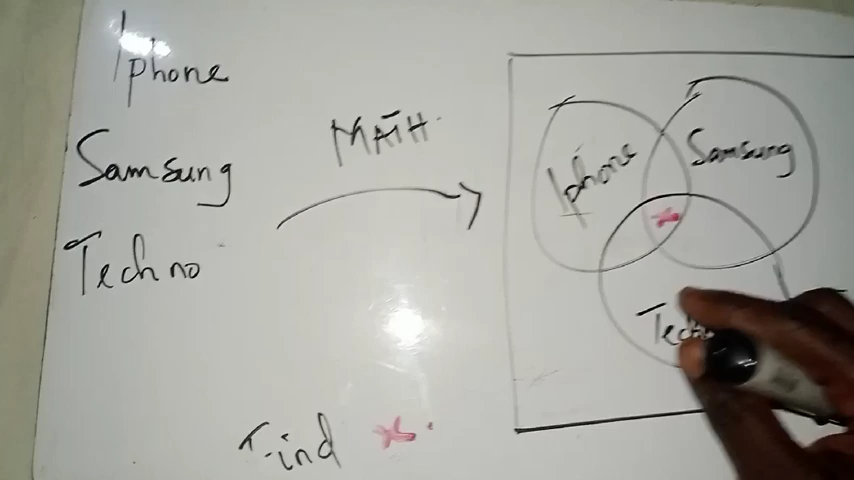 Iphone
Samsung
Techno
MATH
Iphone
Samsung
x
Find x.